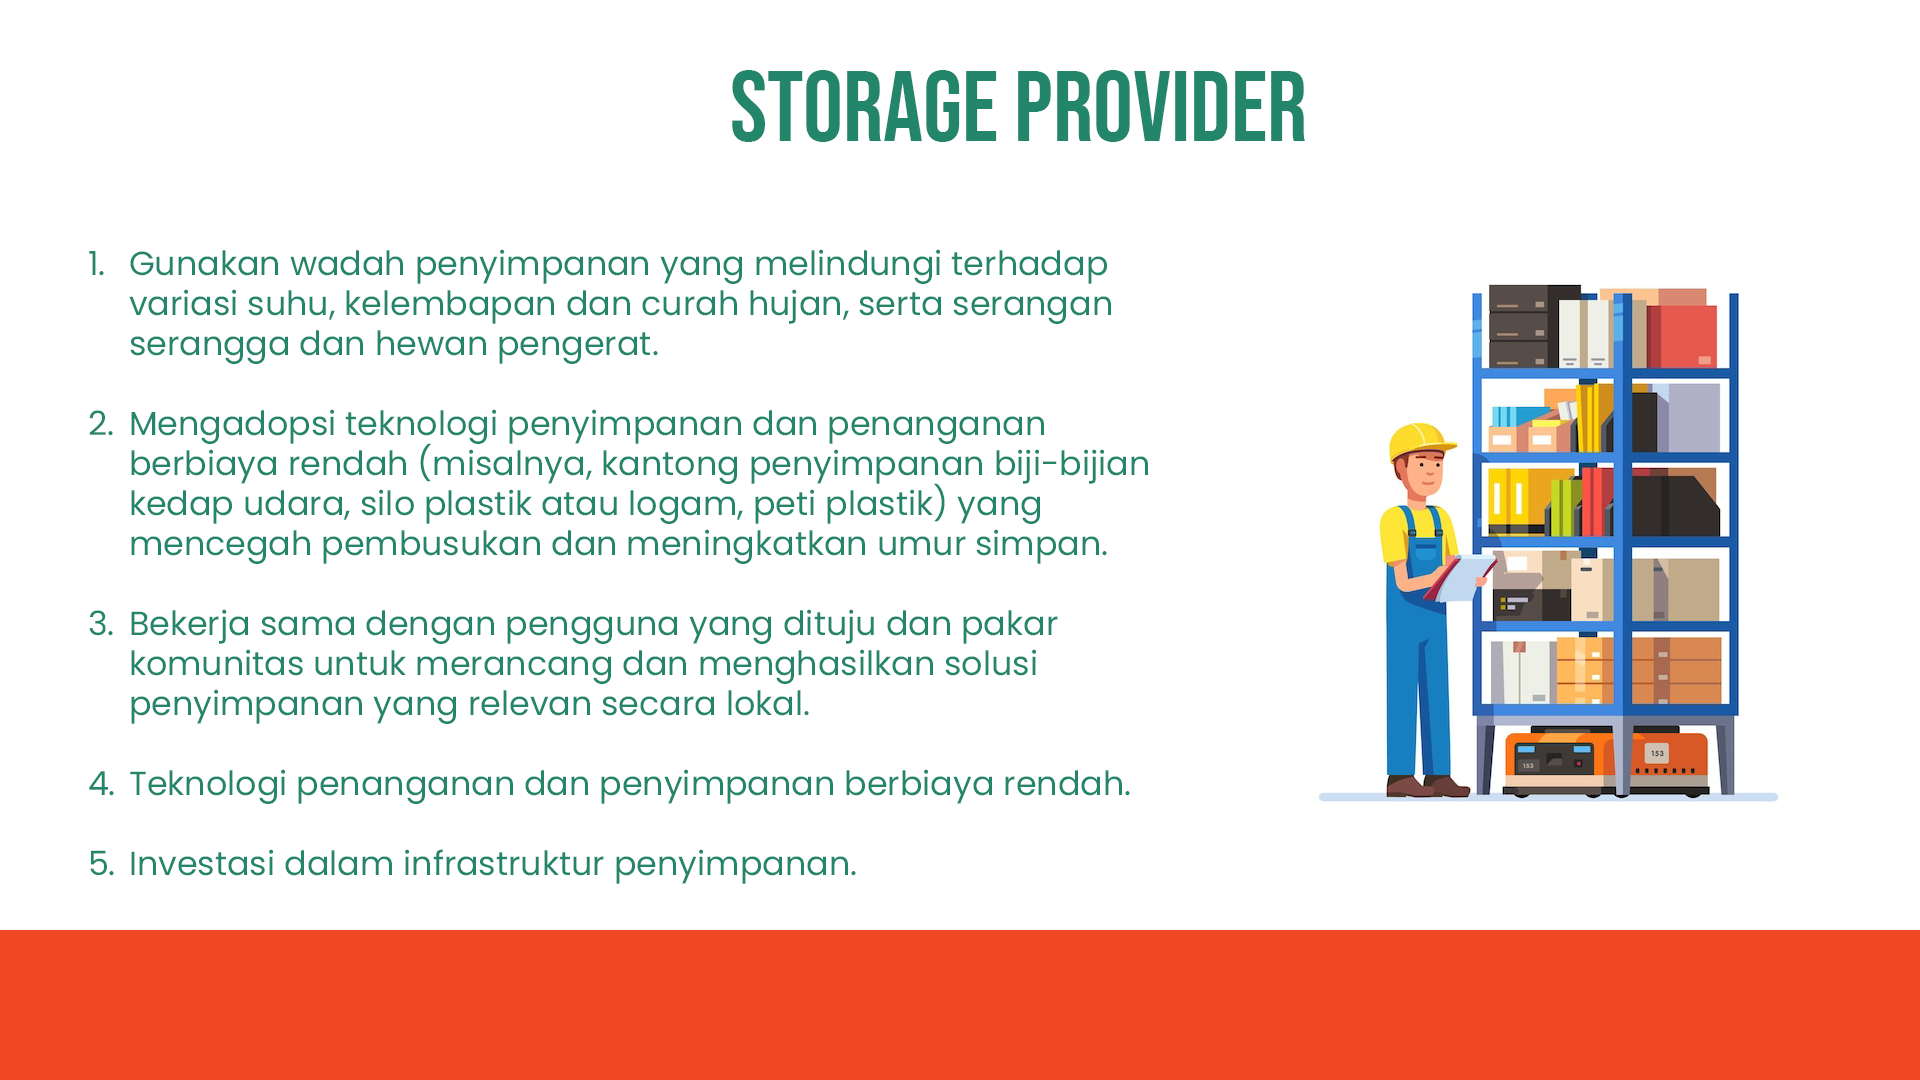 STORAGE PROVIDER
1. Gunakan wadah penyimpanan yang melindungi terhadap
variasi suhu, kelembapan dan curah hujan, serta serangan
serangga dan hewan pengerat.
2. Mengadopsi teknologi penyimpanan dan penanganan
berbiaya rendah (misalnya, kantong penyimpanan biji-bijian
kedap udara, silo plastik atau logam, peti plastik) yang
mencegah pembusukan dan meningkatkan umur simpan.
3. Bekerja sama dengan pengguna yang dituju dan pakar
komunitas untuk merancang dan menghasilkan solusi
penyimpanan yang relevan secara lokal.
4. Teknologi penanganan dan penyimpanan berbiaya rendah.
5. Investasi dalam infrastruktur penyimpanan.
153
153